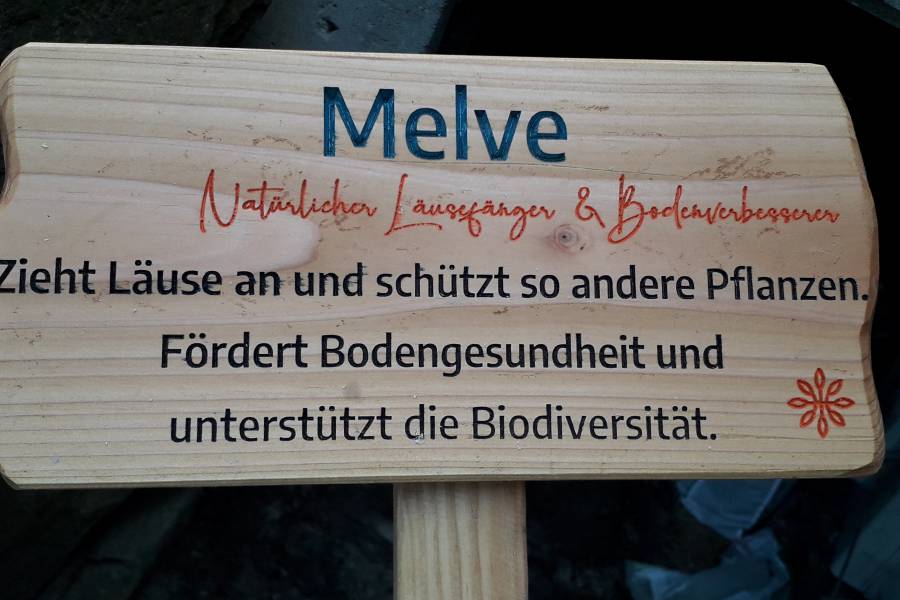 Melve
Natürlicher Läusefänger & Bodenverbesserer
Zieht Läuse an und schützt so andere Pflanzen.
Fördert Bodengesundheit und
unterstützt die Biodiversität.